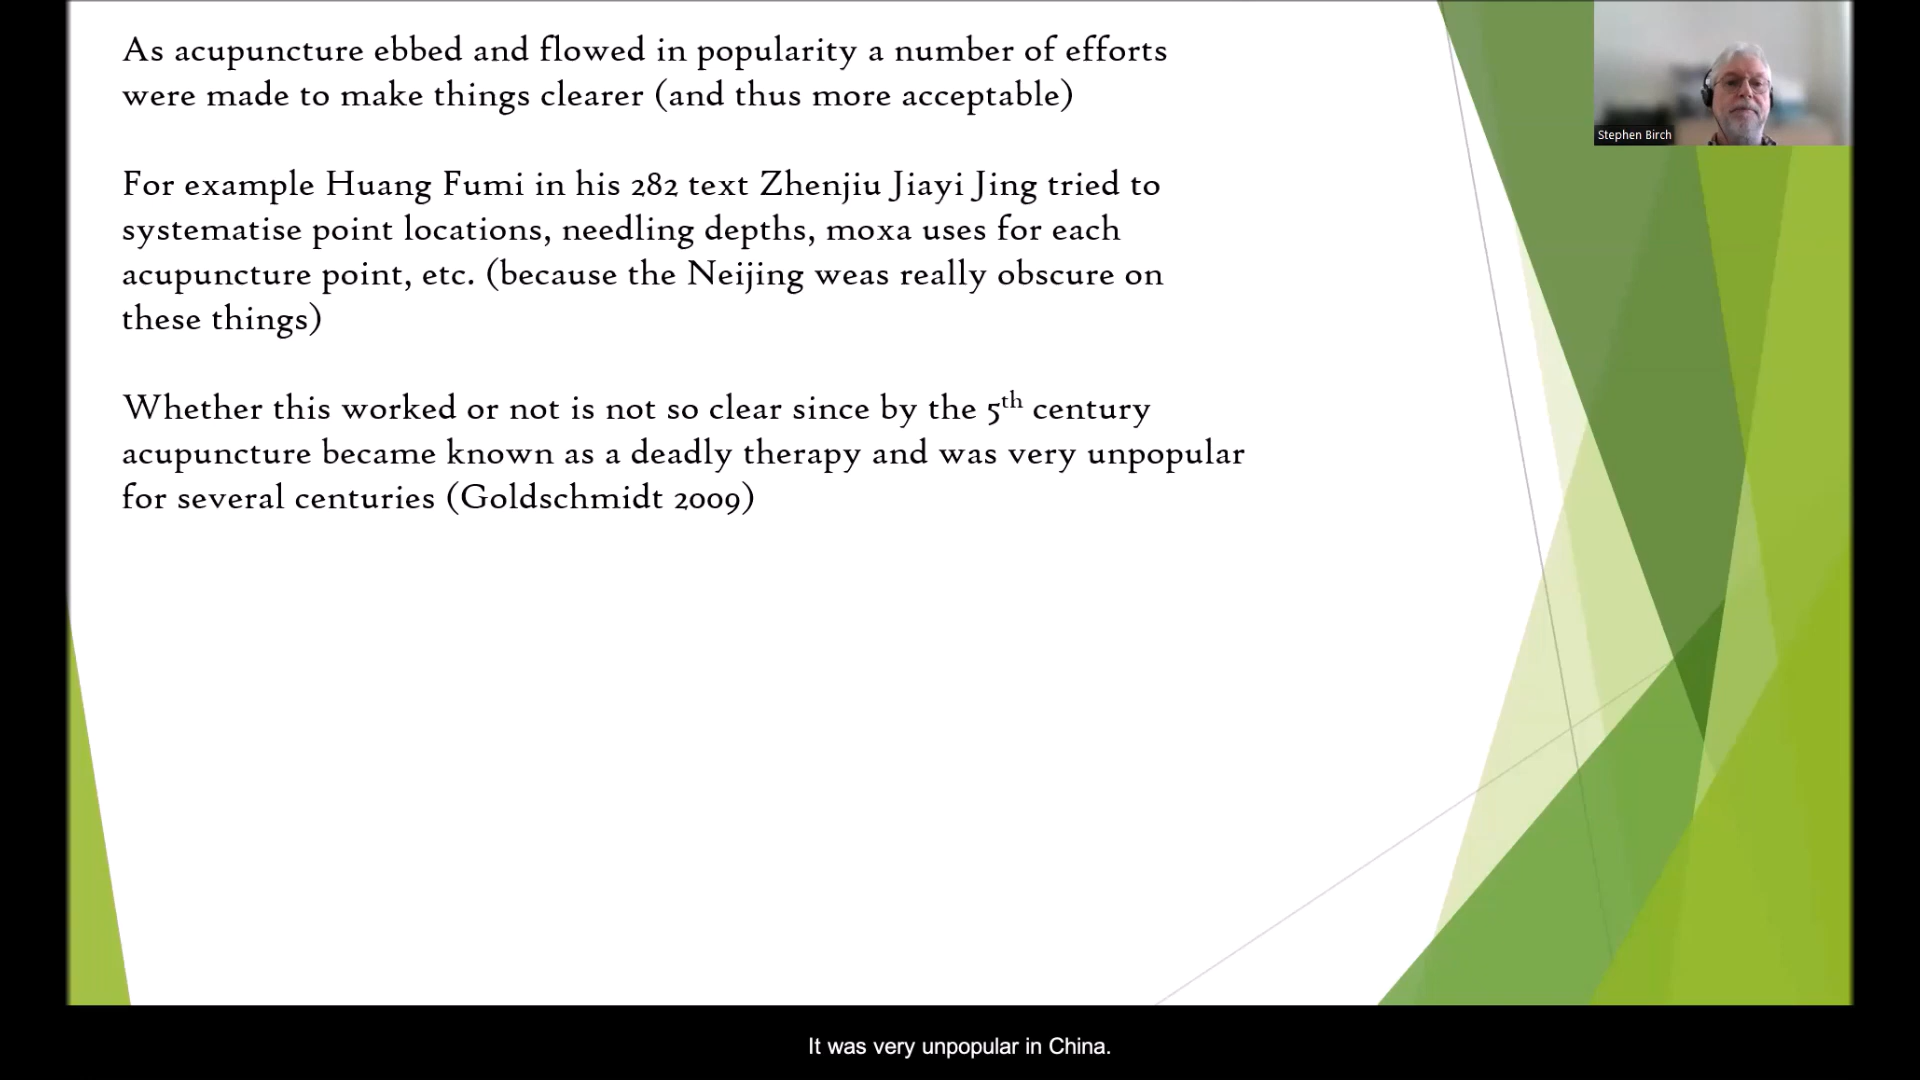 As acupuncture ebbed and flowed in popularity a number of efforts
were made to make things clearer (and thus more acceptable)
For example Huang Fumi in his 282 text Zhenjiu Jiayi Jing tried to
systematise point locations, needling depths, moxa uses for each
acupuncture point, etc. (because the Neijing weas really obscure on
these things)
Whether this worked or not is not so clear since by the 5th century
acupuncture became known as a deadly therapy and was very unpopular
for several centuries (Goldschmidt 2009)
Stephen Birch
It was very unpopular in China.